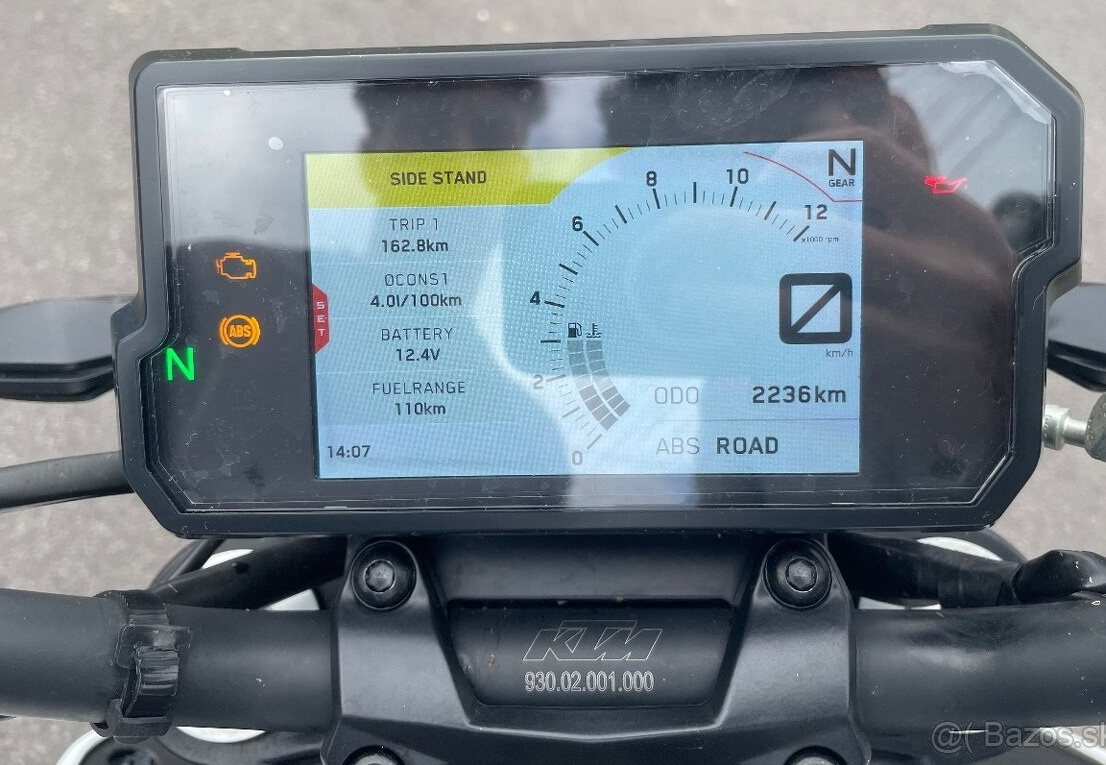 SIDE STAND
N
GEAR
TRIP 1
162.8km
ØCONS1
4.0l/100km
BATTERY
12.4V
FUELRANGE
110km
14:07
SET
0
2
4
6
8
10
12
x1000 rpm
0
km/h
ODO 2236km
ABS ROAD
ABS
N
KTM
930.02.001.000
@( Bazos.sk